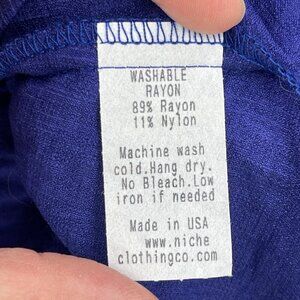 WASHABLE
RAYON
89% Rayon
11% Nylon
Machine wash
cold.Hang dry.
No Bleach.Low
iron if needed
Made in USA
www.niche
clothingco.com